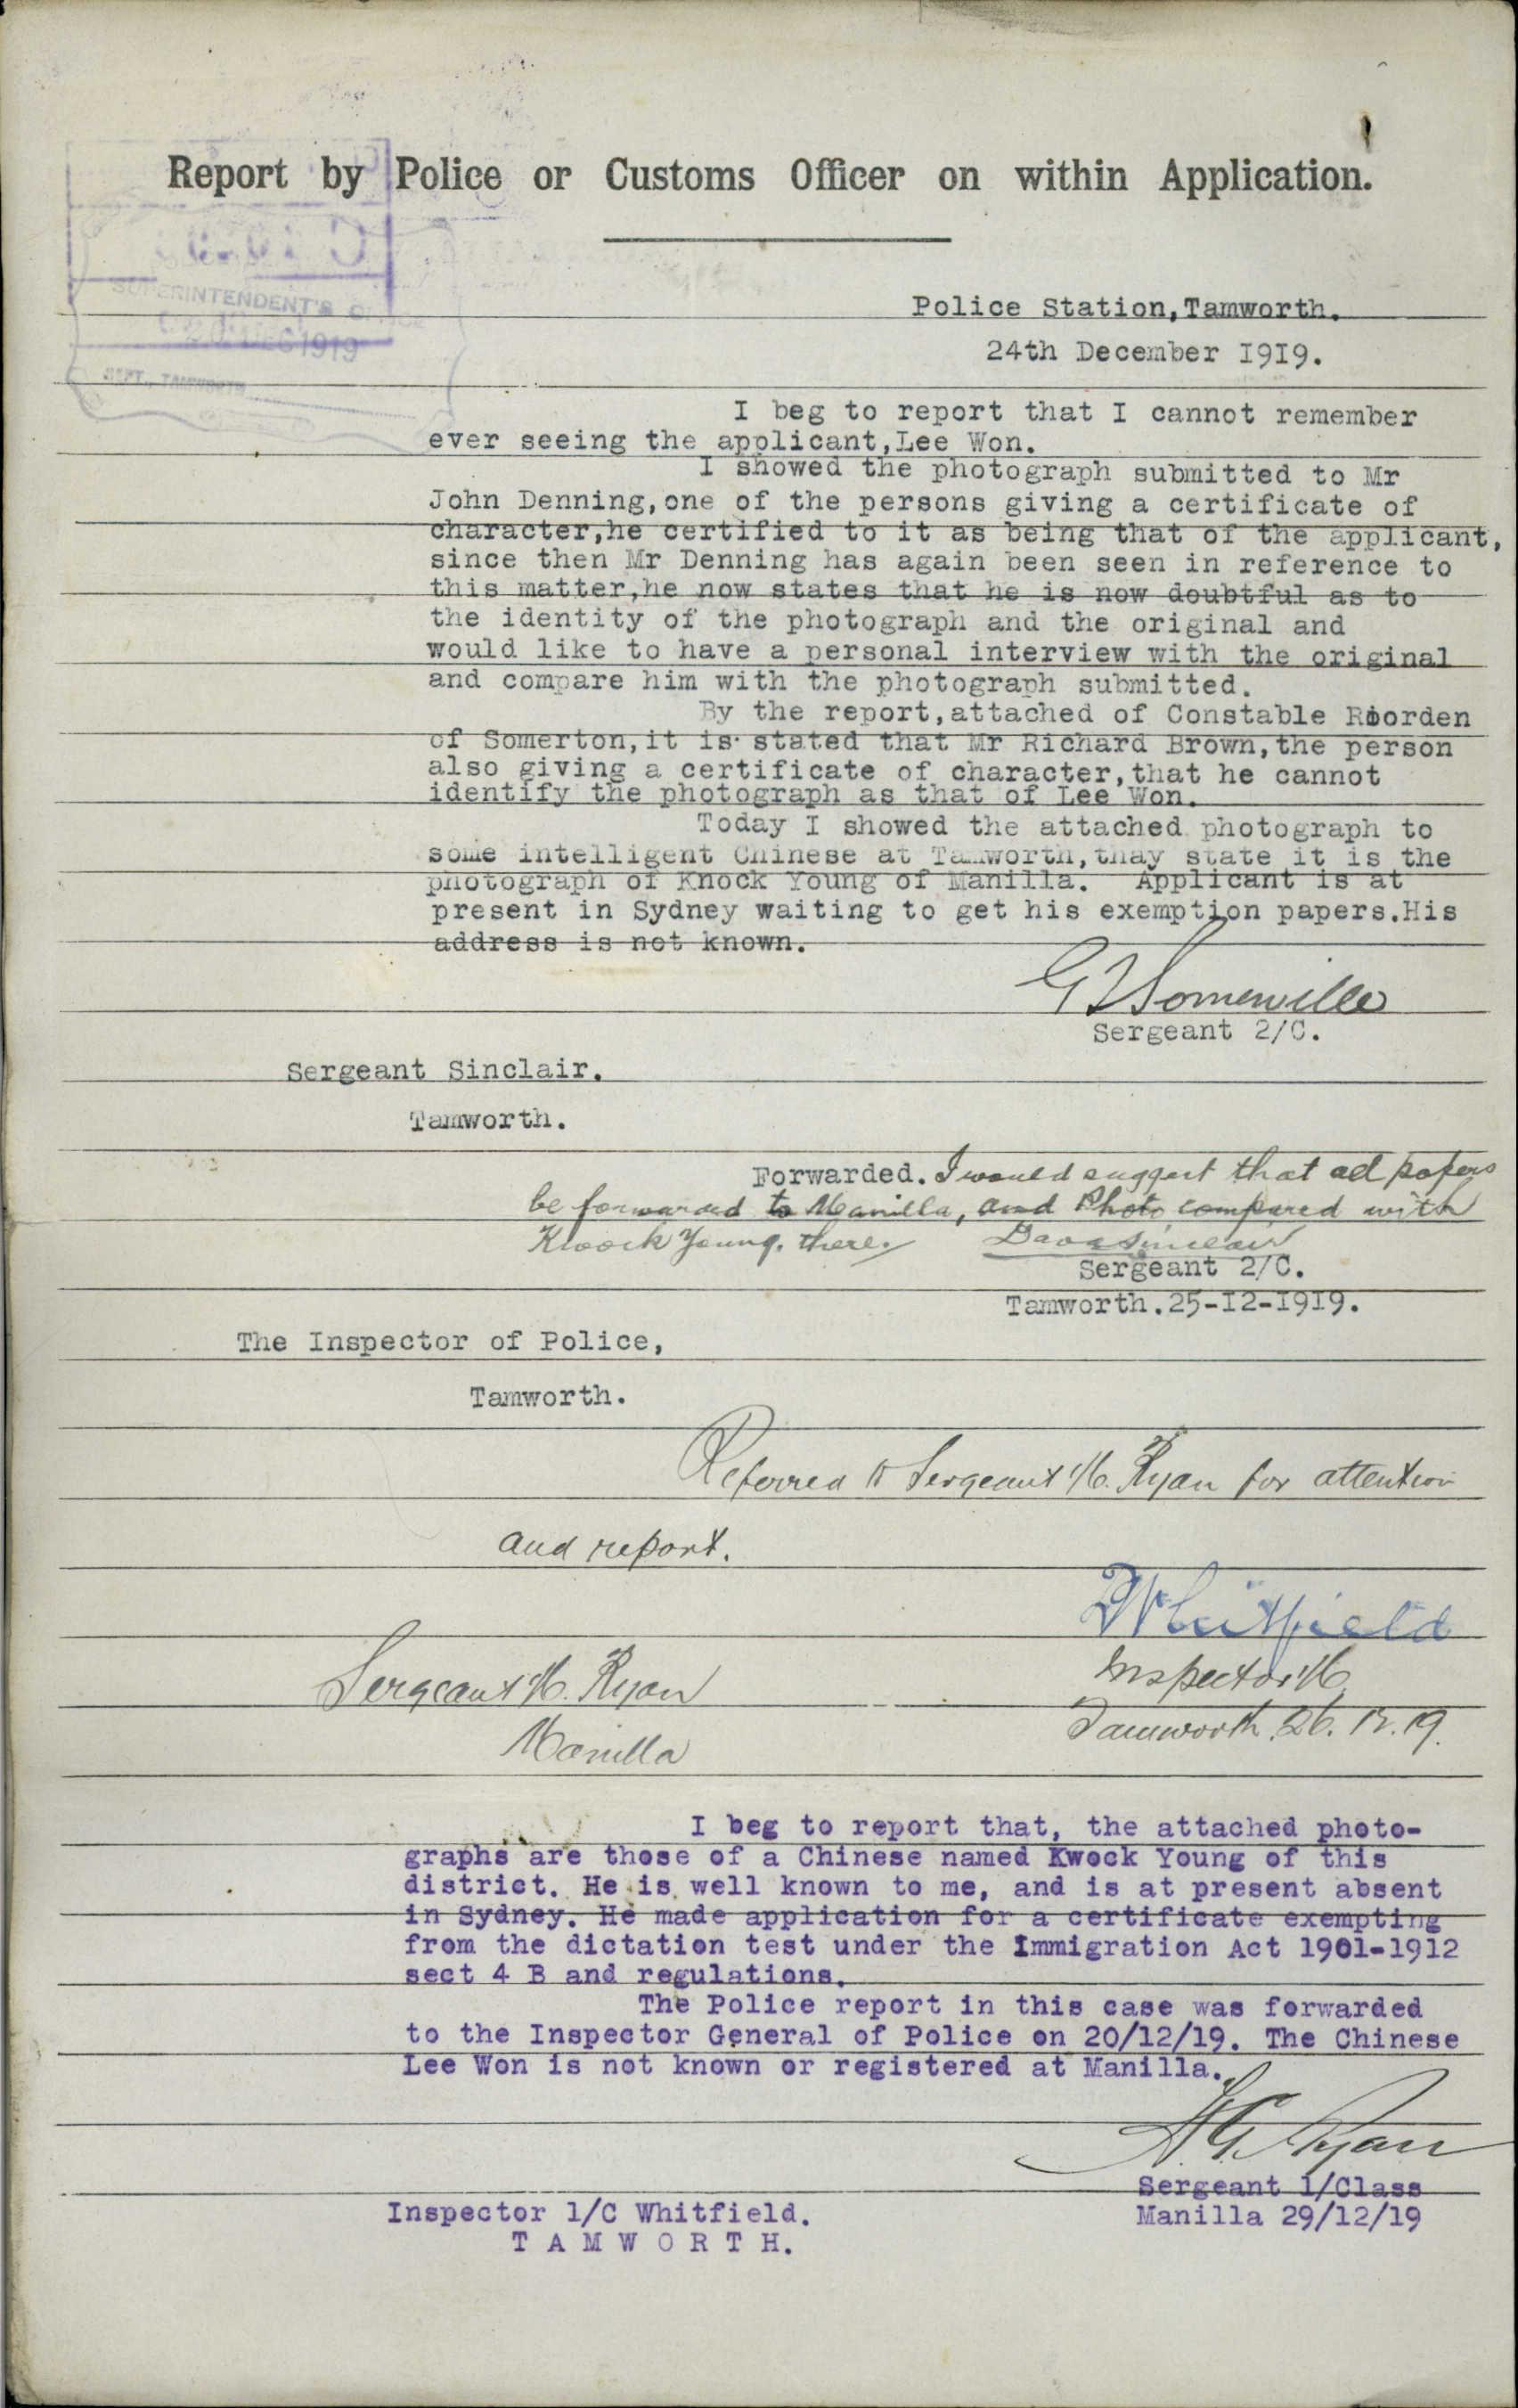 Report by Police or Customs Officer on within Application.
SUPERINTENDENT'S OFFICE
DEC 1919
DEPT., TAMWORTH
Police Station,Tamworth.
24th December I9I9.
I beg to report that I cannot remember
ever seeing the applicant,Lee Won.
I showed the photograph submitted to Mr
John Denning,one of the persons giving a certificate of
character,he certified to it as being that of the applicant,
since then Mr Denning has again been seen in reference to
this matter,he now states that he is now doubtful as to
the identity of the photograph and the original and
would like to have a personal interview with the original
and compare him with the photograph submitted.
By the report,attached of Constable Riorden
of Somerton,it is stated that Mr Richard Brown,the person
also giving a certificate of character,that he cannot
identify the photograph as that of Lee Won.
Today I showed the attached photograph to
some intelligent Chinese at Tamworth,thay state it is the
photograph of Knock Young of Manilla. Applicant is at
present in Sydney waiting to get his exemption papers.His
address is not known.
G Somerville
Sergeant 2/C.
Sergeant Sinclair.
Tamworth.
Forwarded. I would suggest that all papers
be forwarded to Manilla, and Photo compared with
Kwock Young. there.
Sinclair
Sergeant 2/C.
Tamworth.25-I2-I9I9.
The Inspector of Police,
Tamworth.
Referred to Sergeant 1/C. Ryan for attention
and report.
Whitfield
Inspector 1/C
Sergeant 1/C. Ryan
Tamworth. 26. 12. 19.
Manilla
I beg to report that, the attached photo-
graphs are those of a Chinese named Kwock Young of this
district. He is well known to me, and is at present absent
in Sydney. He made application for a certificate exempting
from the dictation test under the Immigration Act 1901-1912
sect 4 B and regulations.
The Police report in this case was forwarded
to the Inspector General of Police on 20/12/19. The Chinese
Lee Won is not known or registered at Manilla.
Ryan
Sergeant 1/Class
Inspector 1/C Whitfield.
Manilla 29/12/19
T A M W O R T H.